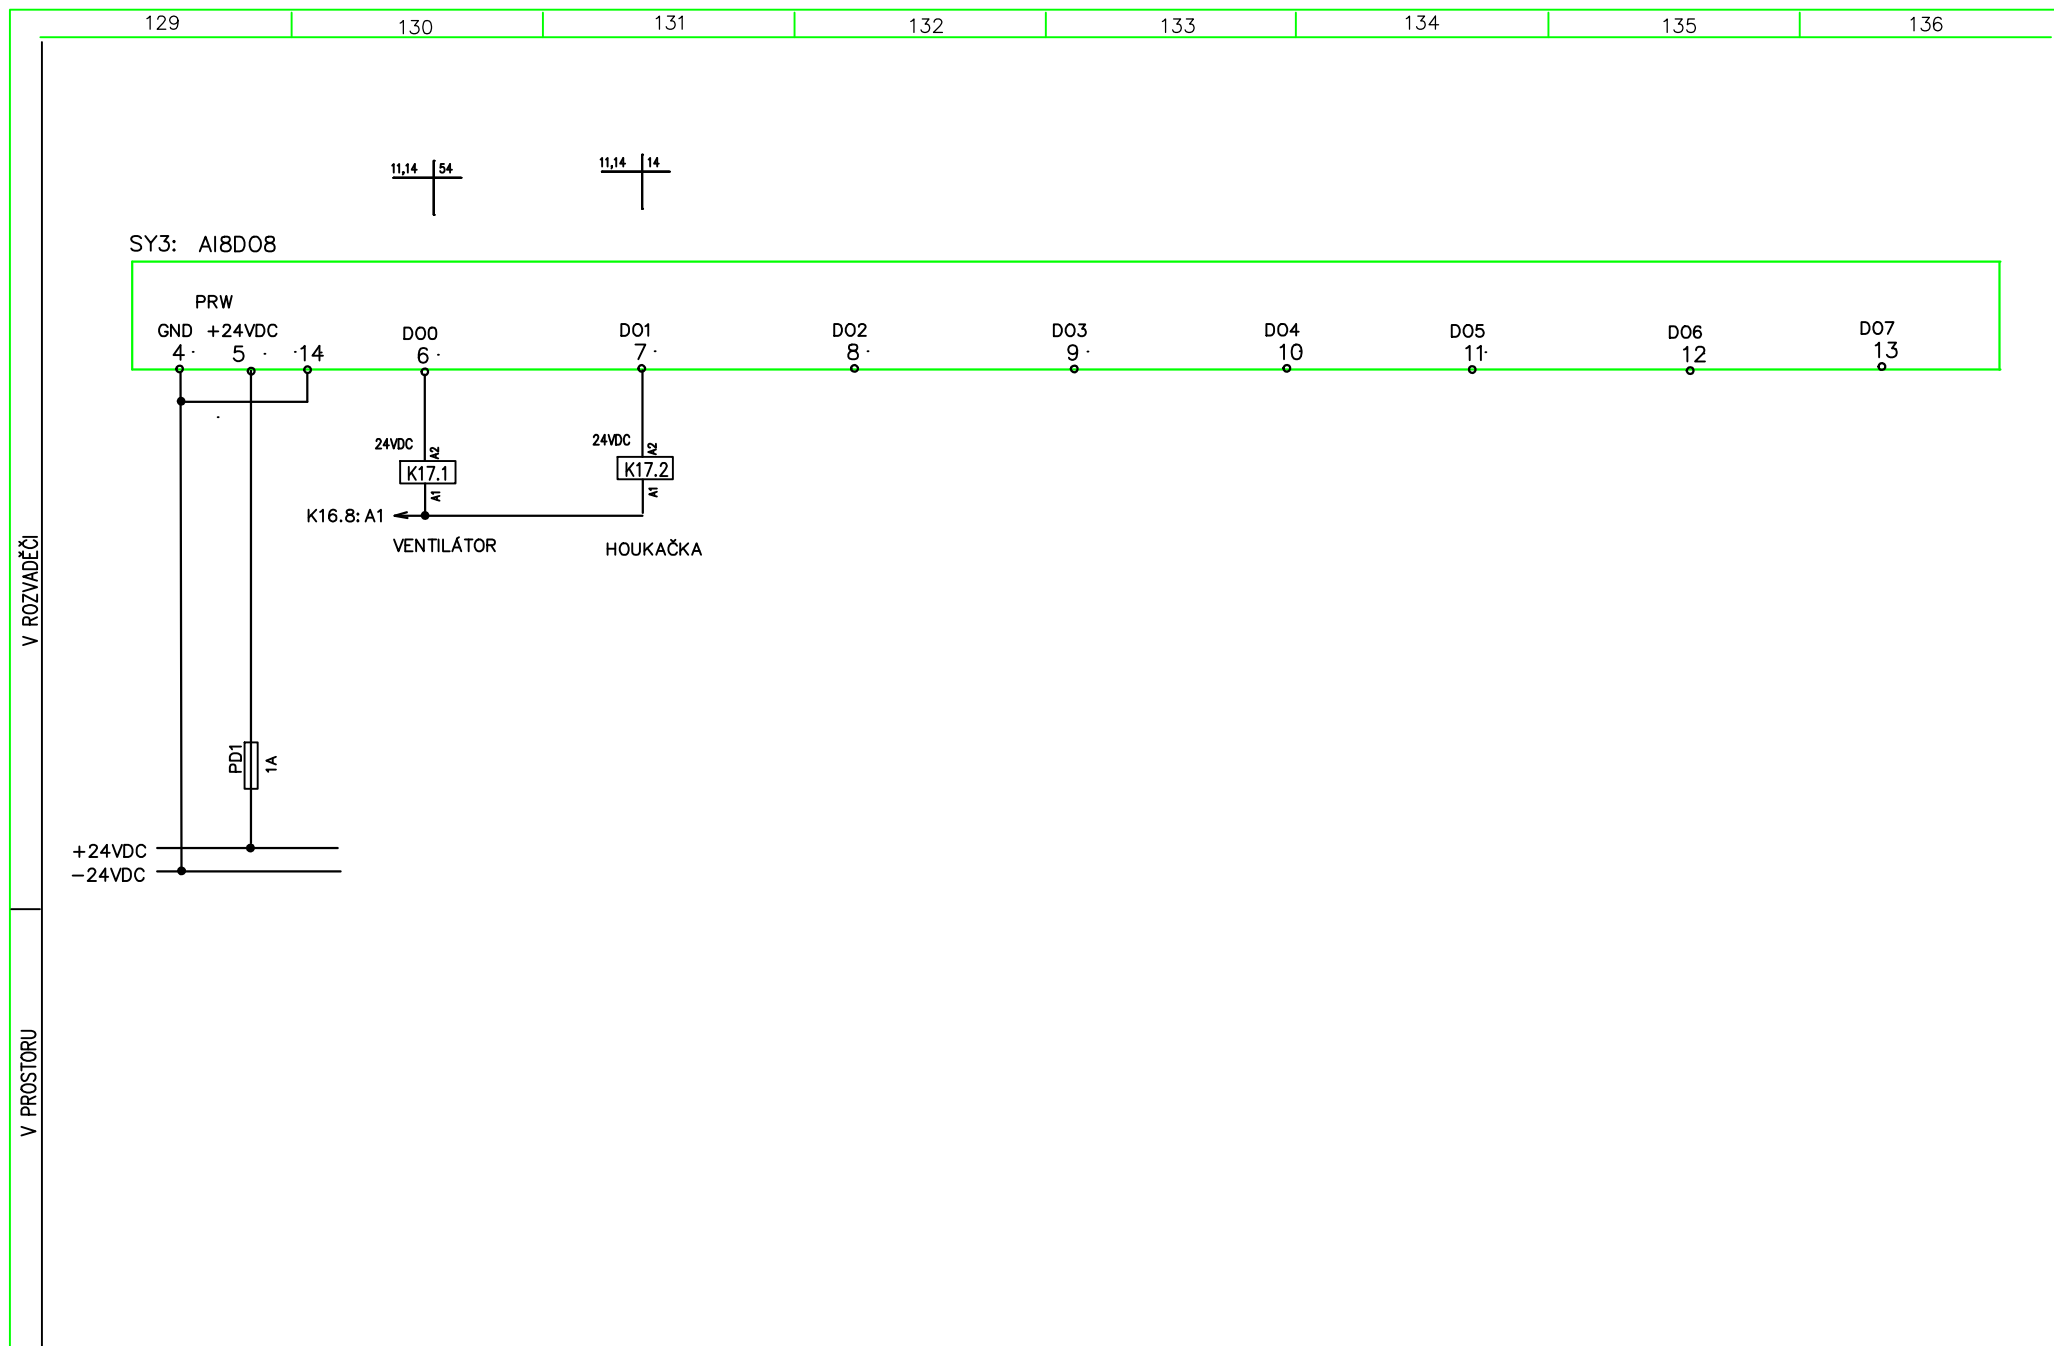 129 130 131 132 133 134 135 136
11,14 54 11,14 14
SY3: AI8DO8
PRW
GND +24VDC DO0 DO1 DO2 DO3 DO4 DO5 DO6 DO7
4 5 14 6 7 8 9 10 11 12 13
24VDC A2 24VDC A2
K17.1 K17.2
A1 A1
K16.8: A1
VENTILÁTOR HOUKAČKA
V ROZVADĚČI
PD1 1A
+24VDC
-24VDC
V PROSTORU